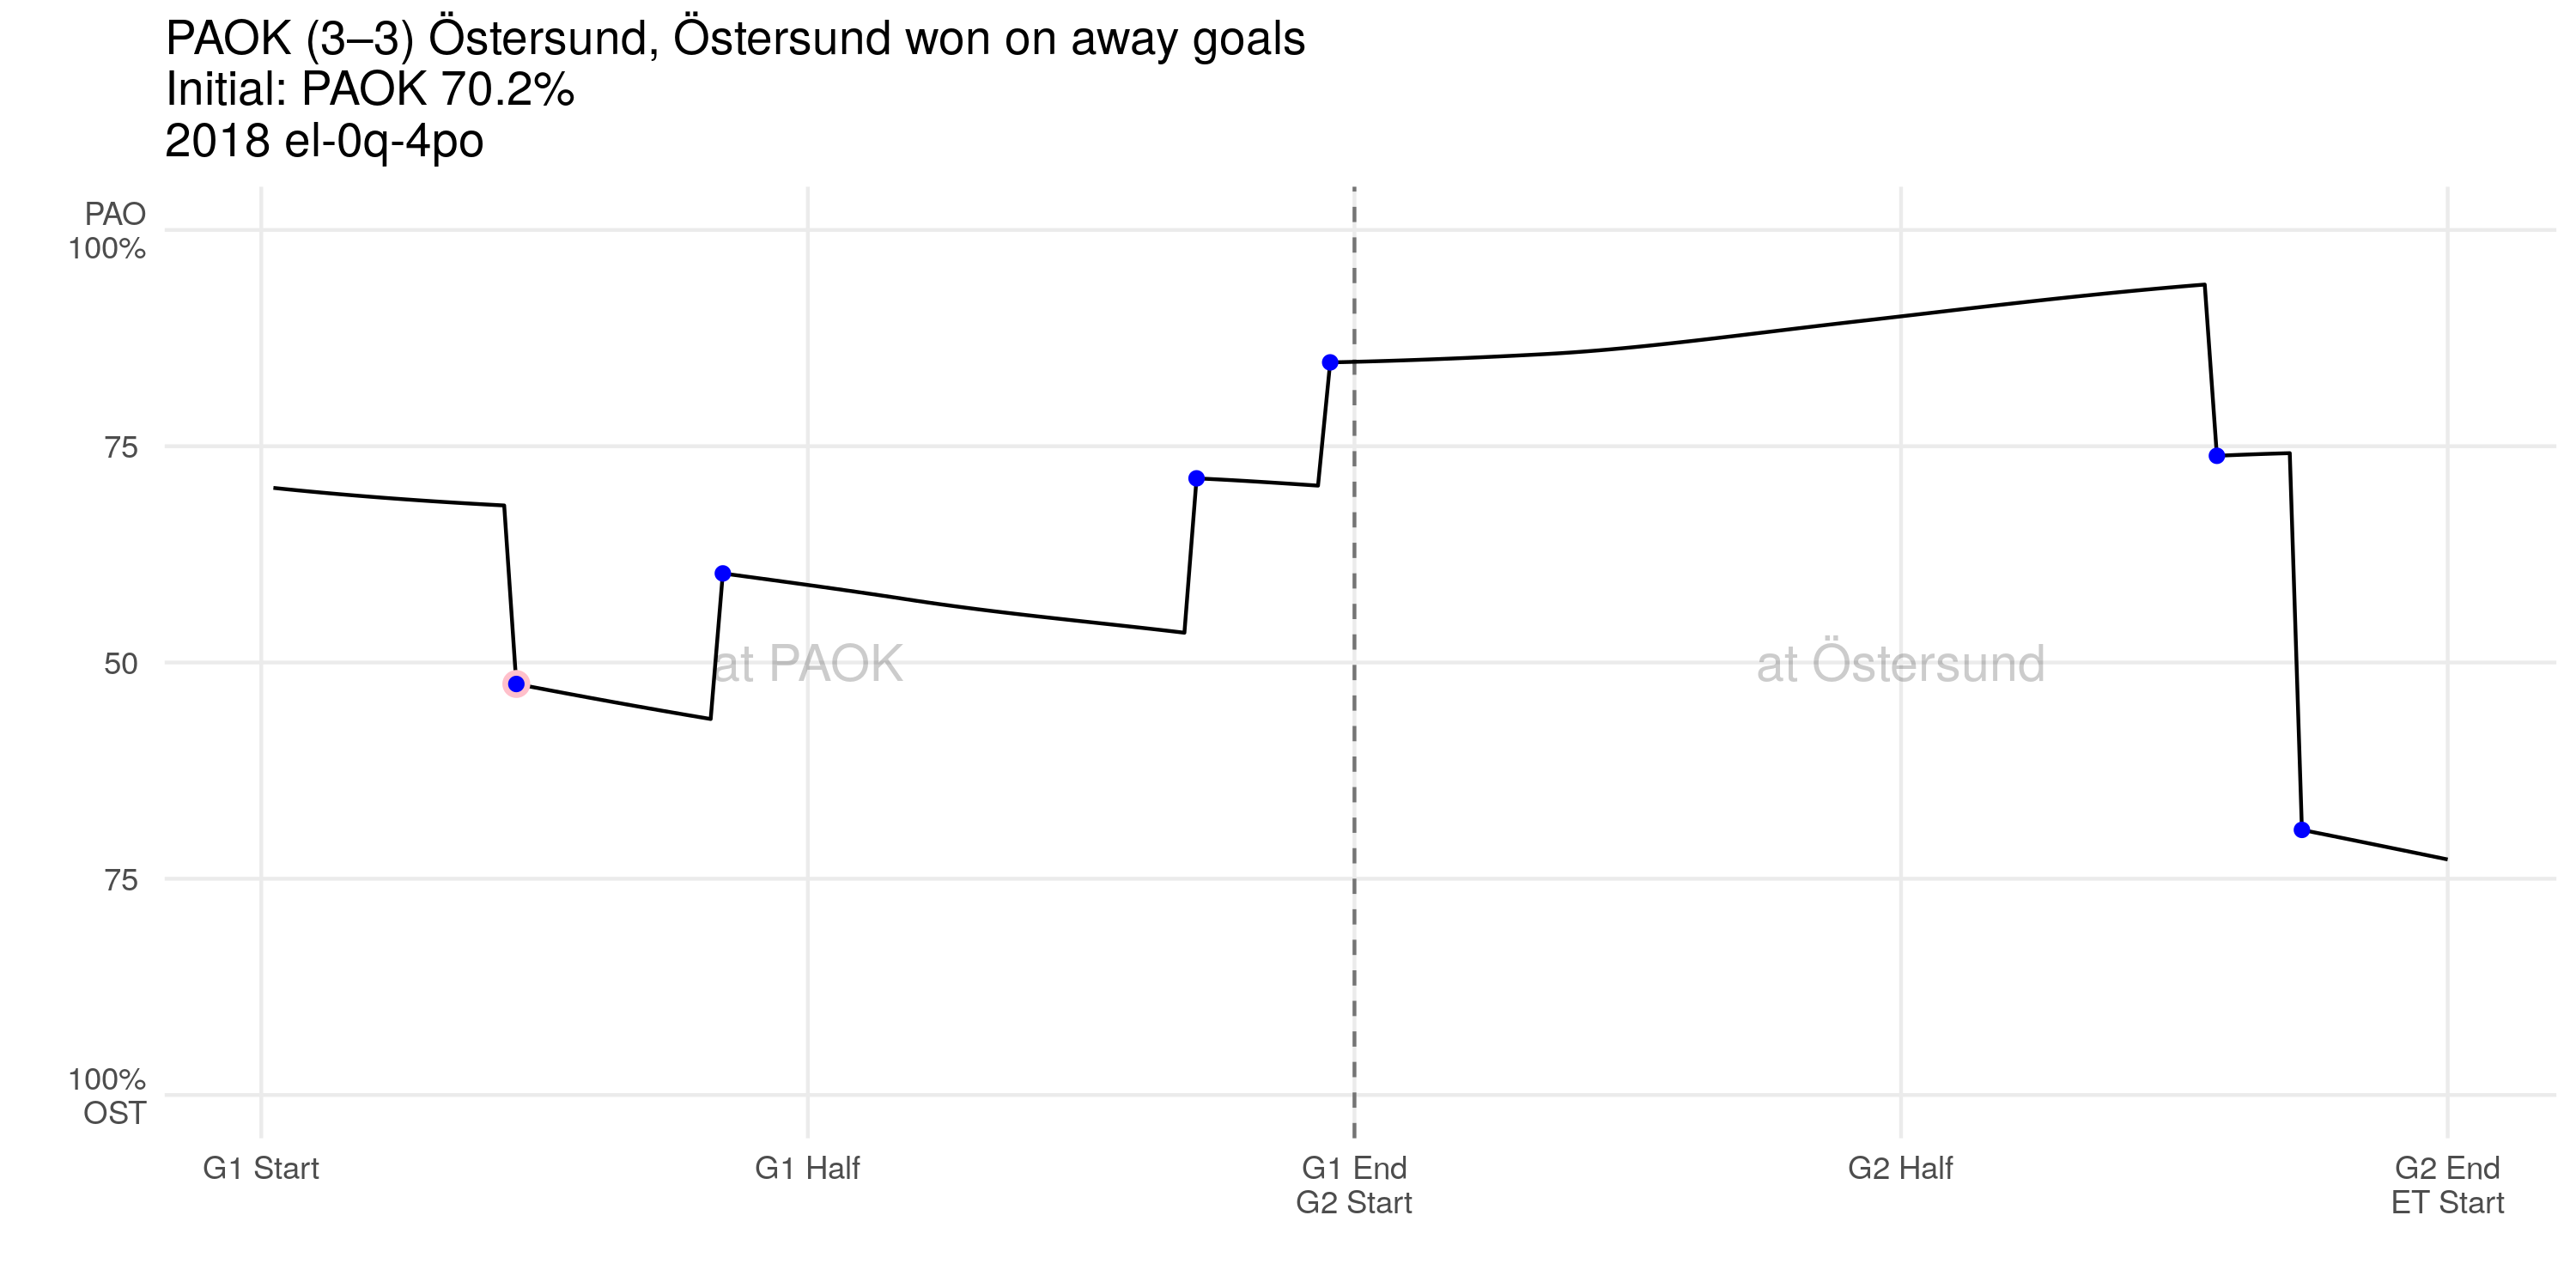 PAOK (3–3) Östersund, Östersund won on away goals
Initial: PAOK 70.2%
2018 el-0q-4po
PAO
100%
75
50
75
100%
OST
at PAOK
at Östersund
G1 Start
G1 Half
G1 End
G2 Start
G2 Half
G2 End
ET Start